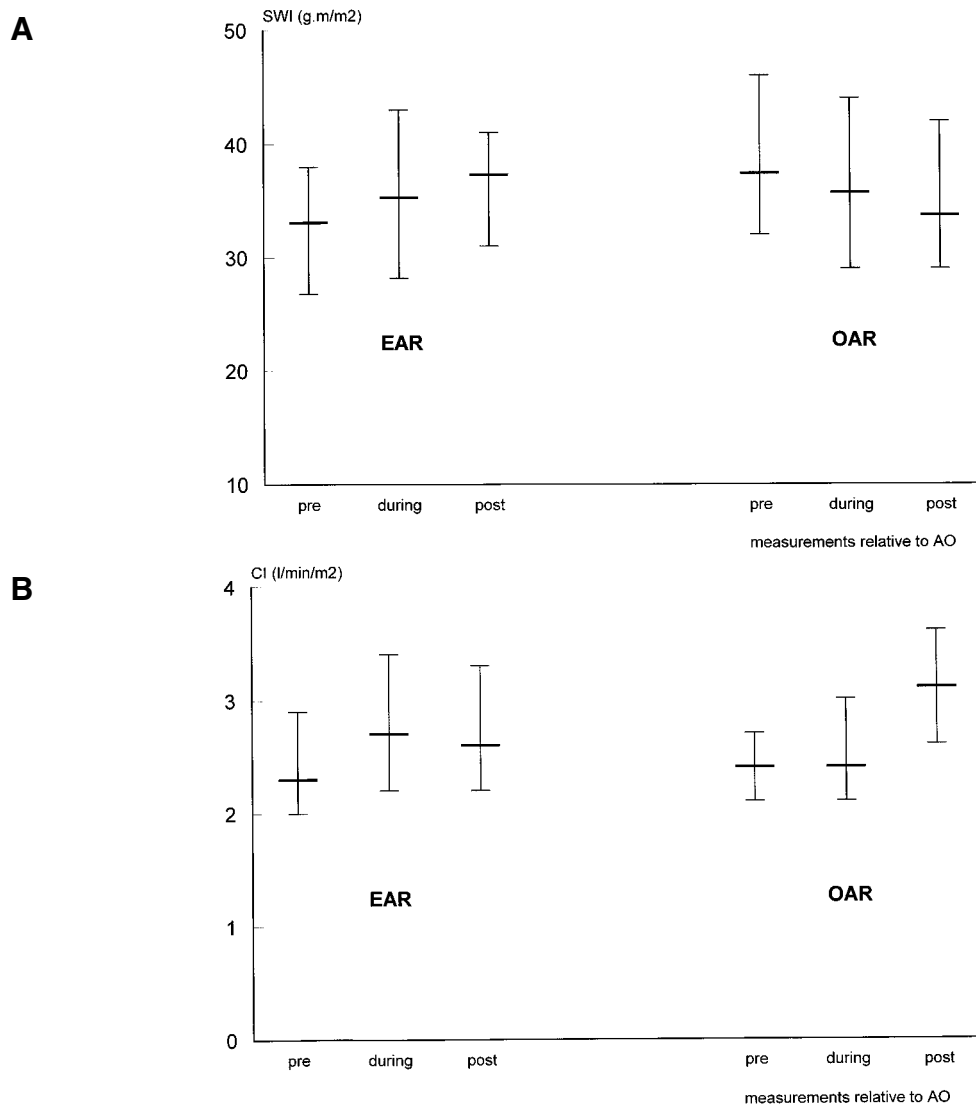 A
SWI (g.m/m2)
50
40
30
20
10
EAR
OAR
pre during post pre during post
measurements relative to AO
B
CI (l/min/m2)
4
3
2
1
0
EAR
OAR
pre during post pre during post
measurements relative to AO